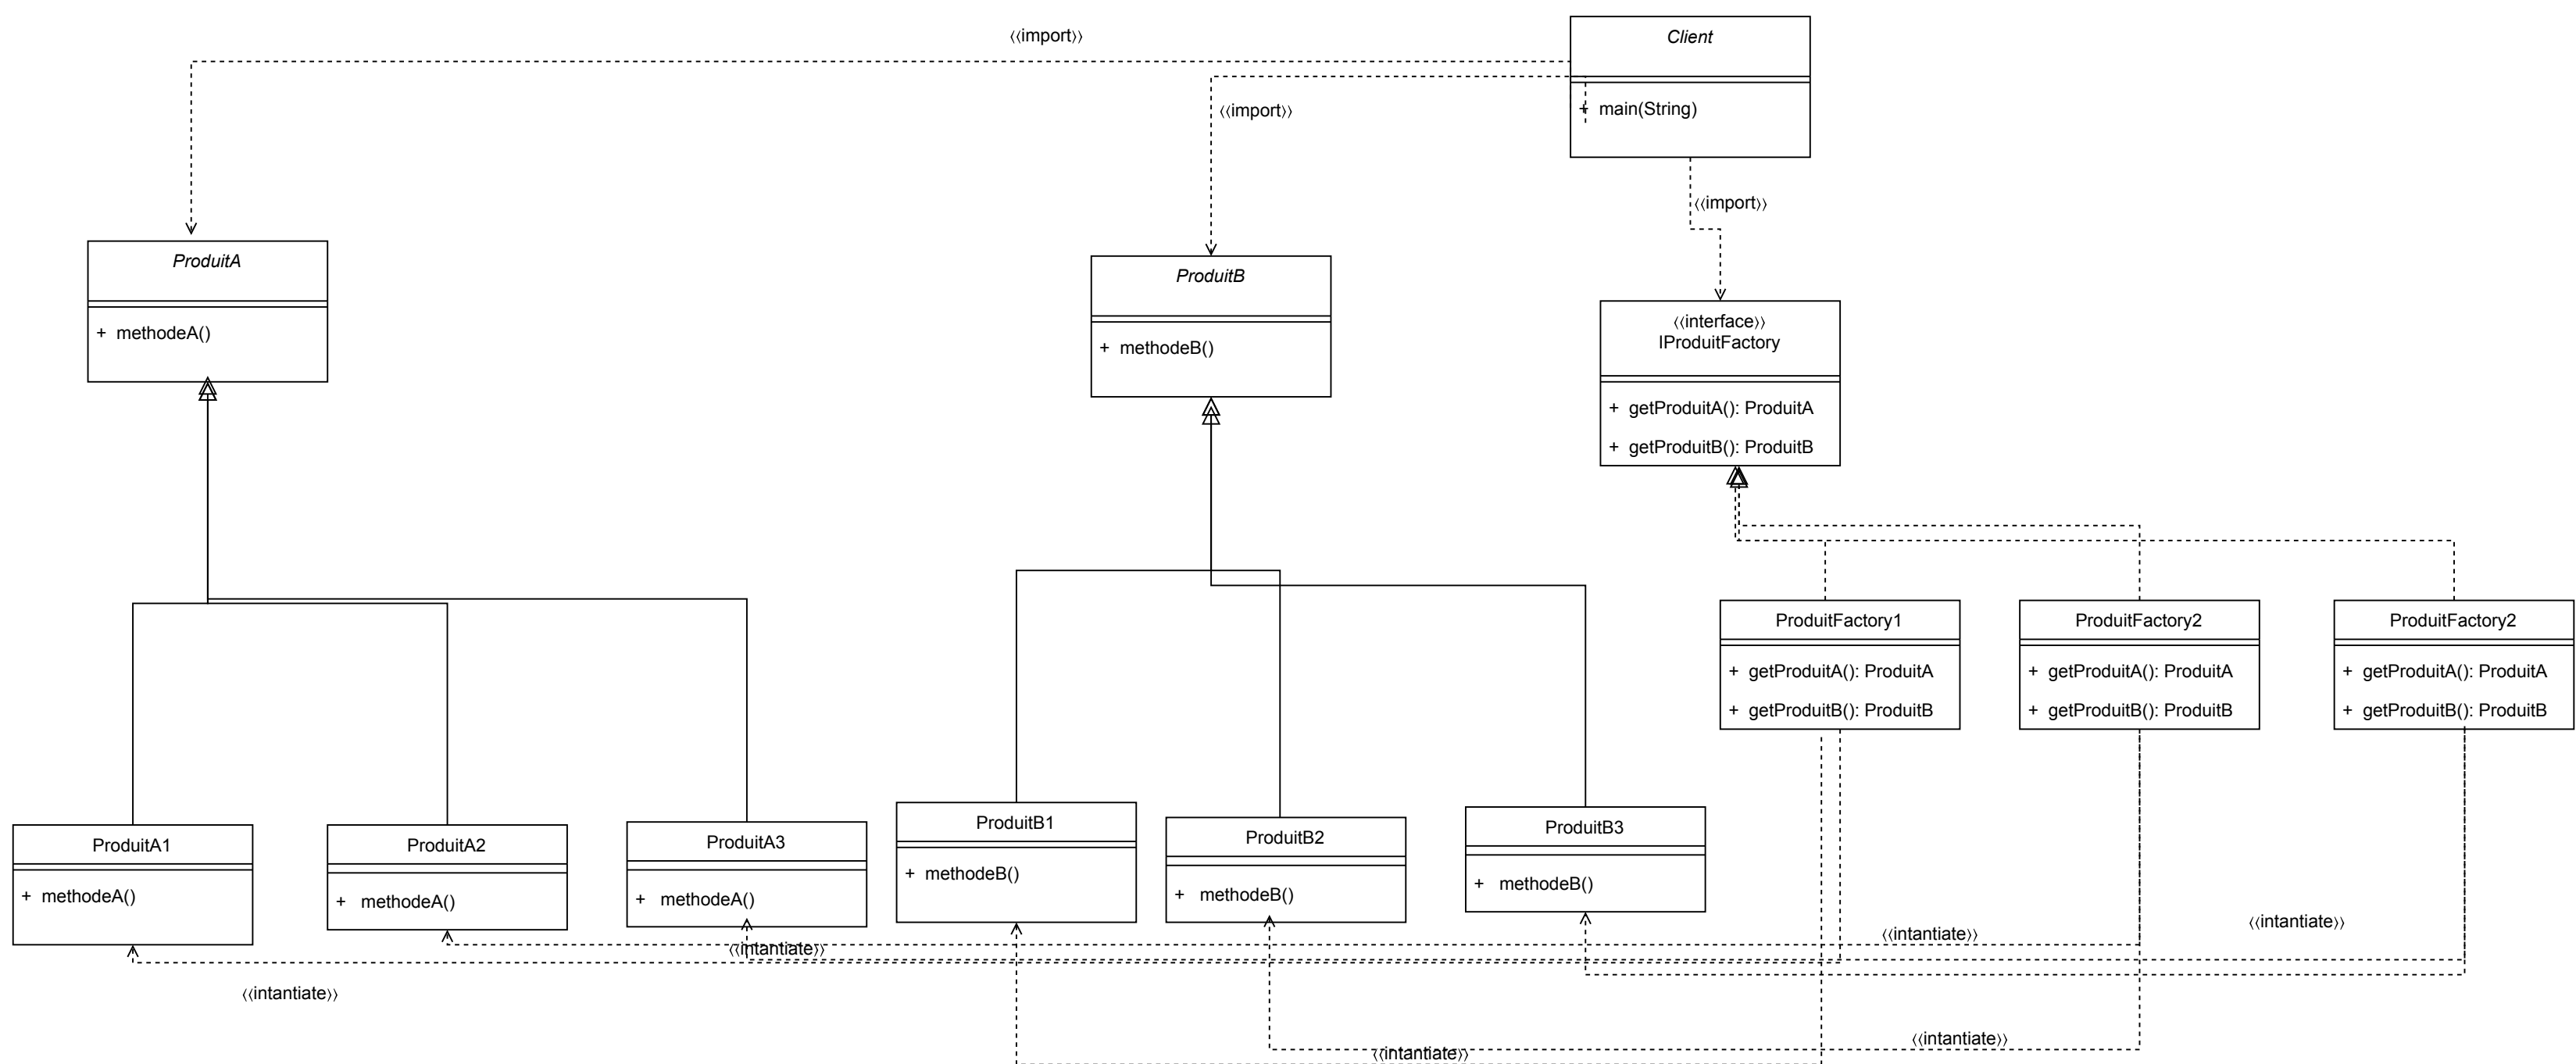 ⟨⟨import⟩⟩
Client
+ main(String)
⟨⟨import⟩⟩
⟨⟨import⟩⟩
ProduitA
+ methodeA()
ProduitB
+ methodeB()
⟨⟨interface⟩⟩
IProduitFactory
+ getProduitA(): ProduitA
+ getProduitB(): ProduitB
ProduitFactory1
+ getProduitA(): ProduitA
+ getProduitB(): ProduitB
ProduitFactory2
+ getProduitA(): ProduitA
+ getProduitB(): ProduitB
ProduitFactory2
+ getProduitA(): ProduitA
+ getProduitB(): ProduitB
ProduitA1
+ methodeA()
ProduitA2
+ methodeA()
ProduitA3
+ methodeA()
ProduitB1
+ methodeB()
ProduitB2
+ methodeB()
ProduitB3
+ methodeB()
⟨⟨intantiate⟩⟩
⟨⟨intantiate⟩⟩
⟨⟨intantiate⟩⟩
⟨⟨intantiate⟩⟩
⟨⟨intantiate⟩⟩
⟨⟨intantiate⟩⟩